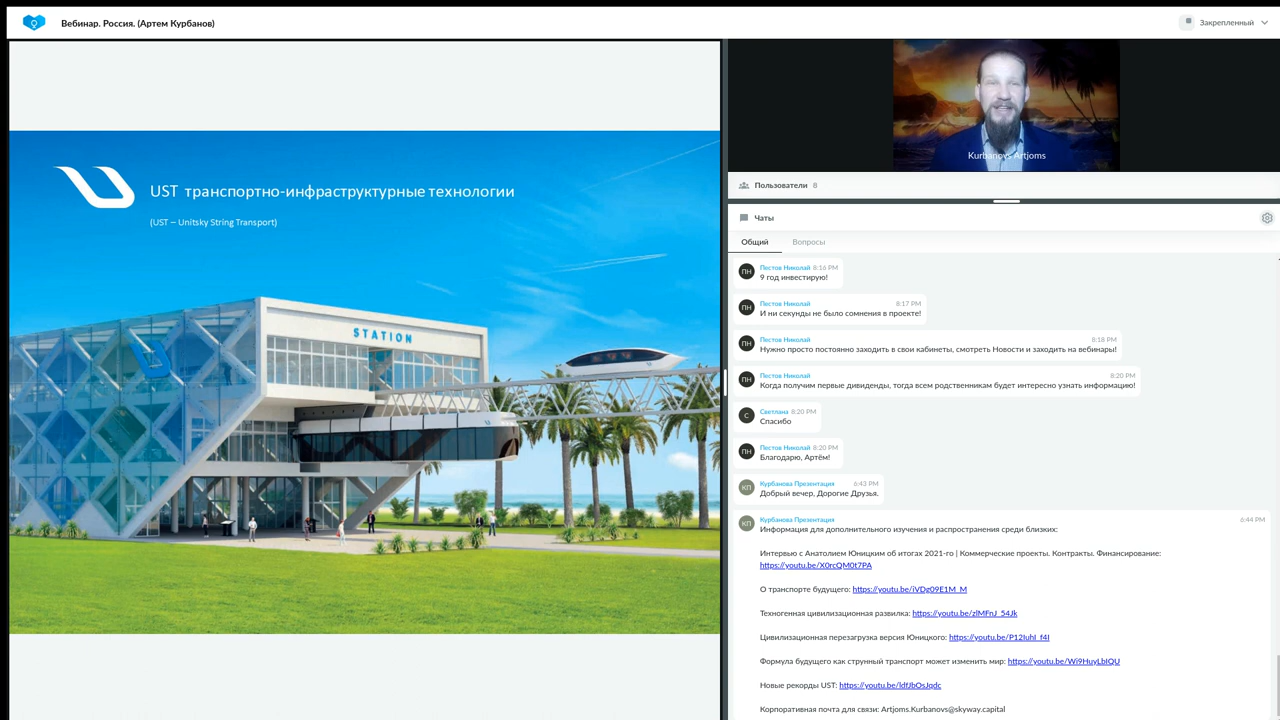 Вебинар. Россия. (Артем Курбанов)
Закрепленный
UST транспортно-инфраструктурные технологии
(UST – Unitsky String Transport)
STATION
Kurbanovs Artjoms
Пользователи 8
Чаты
Общий Вопросы
ПН Пестов Николай 8:16 PM
9 год инвестирую!
ПН Пестов Николай 8:17 PM
И ни секунды не было сомнения в проекте!
ПН Пестов Николай 8:18 PM
Нужно просто постоянно заходить в свои кабинеты, смотреть Новости и заходить на вебинары!
ПН Пестов Николай 8:20 PM
Когда получим первые дивиденды, тогда всем родственникам будет интересно узнать информацию!
С Светлана 8:20 PM
Спасибо
ПН Пестов Николай 8:20 PM
Благодарю, Артём!
КП Курбанова Презентация 6:43 PM
Добрый вечер, Дорогие Друзья.
КП Курбанова Презентация 6:44 PM
Информация для дополнительного изучения и распространения среди близких:
Интервью с Анатолием Юницким об итогах 2021-го | Коммерческие проекты. Контракты. Финансирование:
https://youtu.be/X0rcQM0t7PA
О транспорте будущего: https://youtu.be/iVDg09E1M_M
Техногенная цивилизационная развилка: https://youtu.be/zlMFnJ_54Jk
Цивилизационная перезагрузка версия Юницкого: https://youtu.be/P12Iuhl_f4I
Формула будущего как струнный транспорт может изменить мир: https://youtu.be/Wi9HuyLbIQU
Новые рекорды UST: https://youtu.be/ldfJbOsJqdc
Корпоративная почта для связи: Artjoms.Kurbanovs@skyway.capital